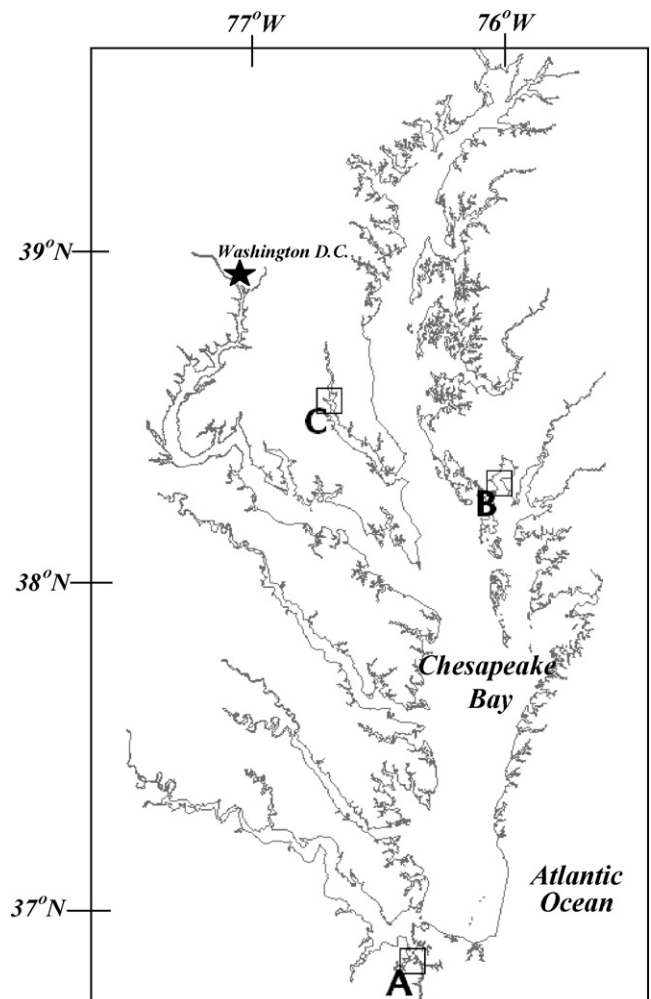 77°W
76°W
39°N
Washington D.C.
C
B
38°N
Chesapeake
Bay
Atlantic
Ocean
37°N
A